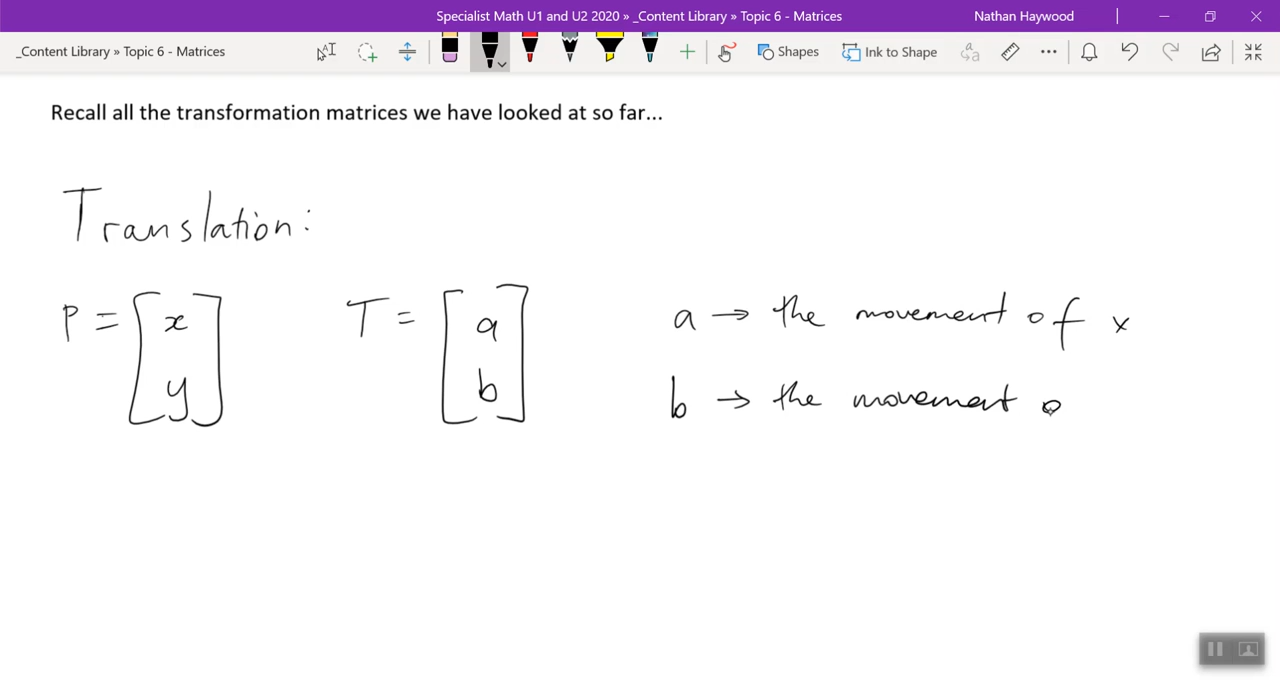 Specialist Math U1 and U2 2020 » _Content Library » Topic 6 - Matrices Nathan Haywood
_Content Library » Topic 6 - Matrices Shapes Ink to Shape
Recall all the transformation matrices we have looked at so far...
Translation:
P = [x y] T = [a b]
a → the movement of x
b → the movement o